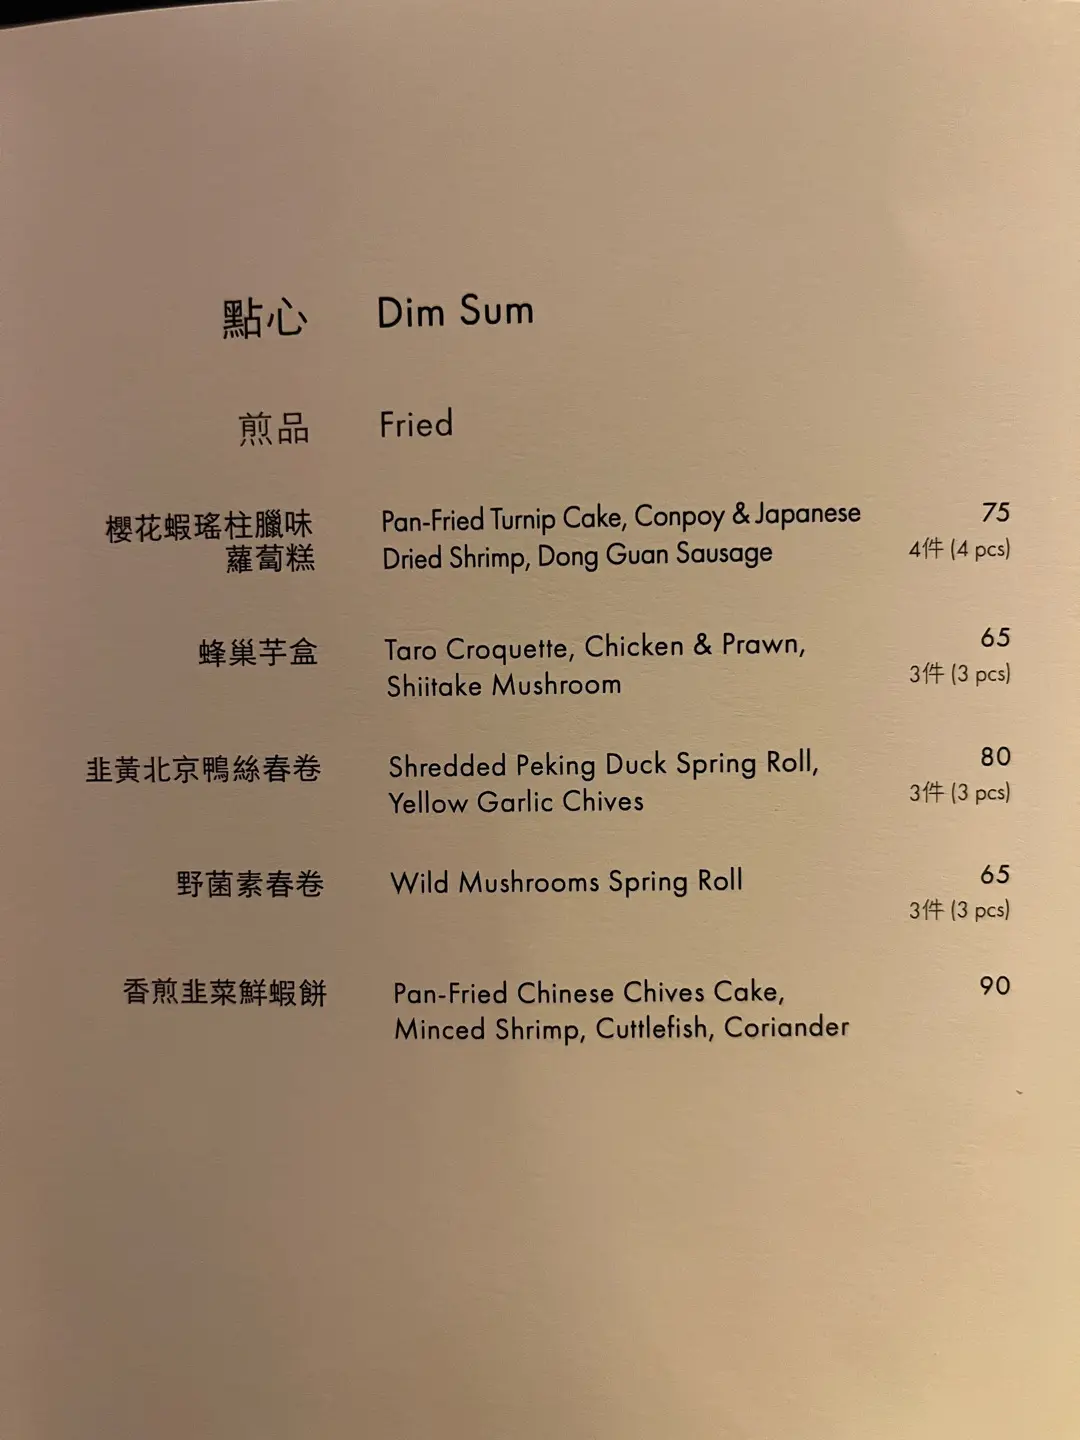 點心 Dim Sum
煎品 Fried
櫻花蝦瑤柱臘味 Pan-Fried Turnip Cake, Conpoy & Japanese 75
蘿蔔糕 Dried Shrimp, Dong Guan Sausage 4件 (4 pcs)
蜂巢芋盒 Taro Croquette, Chicken & Prawn, 65
Shiitake Mushroom 3件 (3 pcs)
韭黃北京鴨絲春卷 Shredded Peking Duck Spring Roll, 80
Yellow Garlic Chives 3件 (3 pcs)
野菌素春卷 Wild Mushrooms Spring Roll 65
3件 (3 pcs)
香煎韭菜鮮蝦餅 Pan-Fried Chinese Chives Cake, 90
Minced Shrimp, Cuttlefish, Coriander